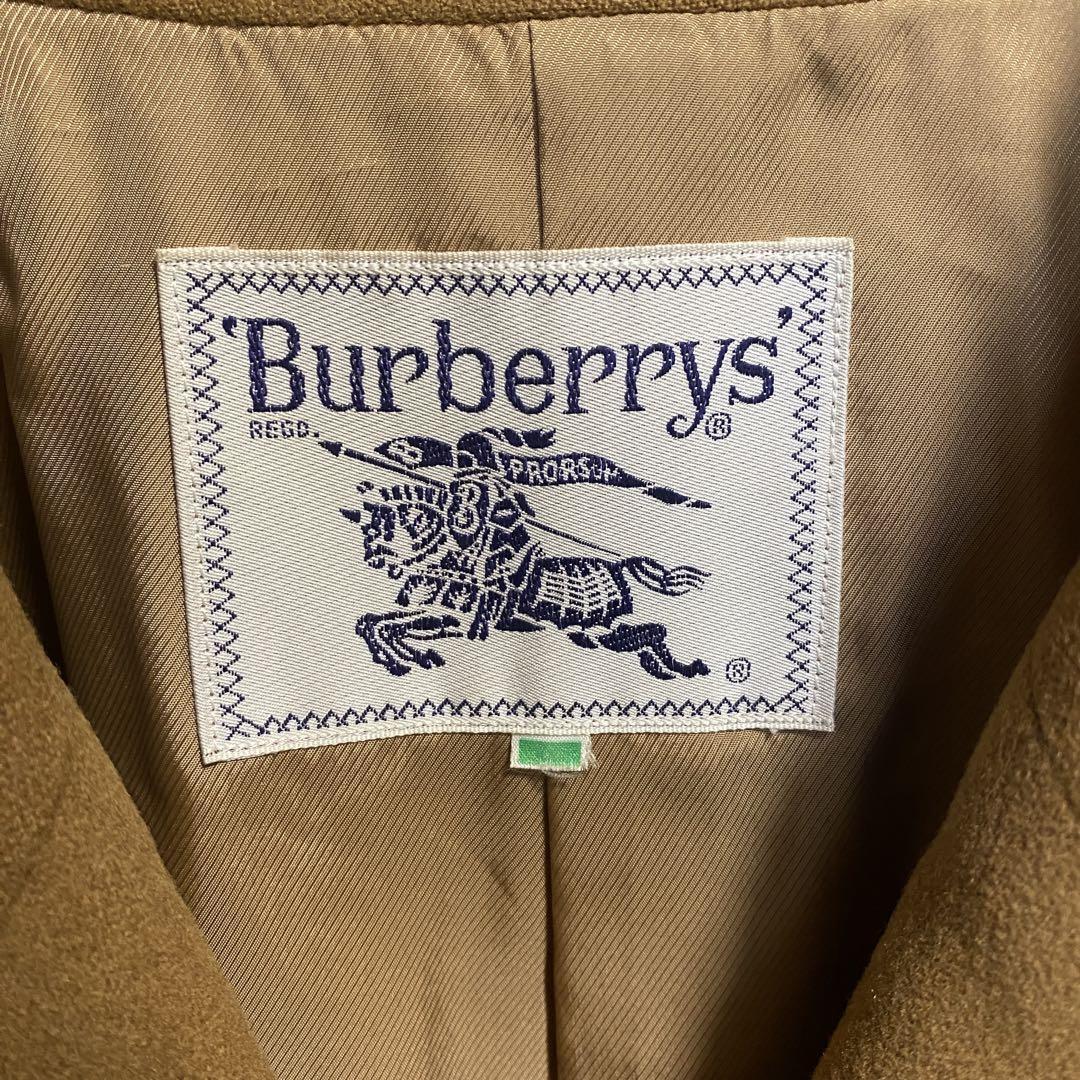 'Burberrys'
®
REGD.
PRORSUM
®